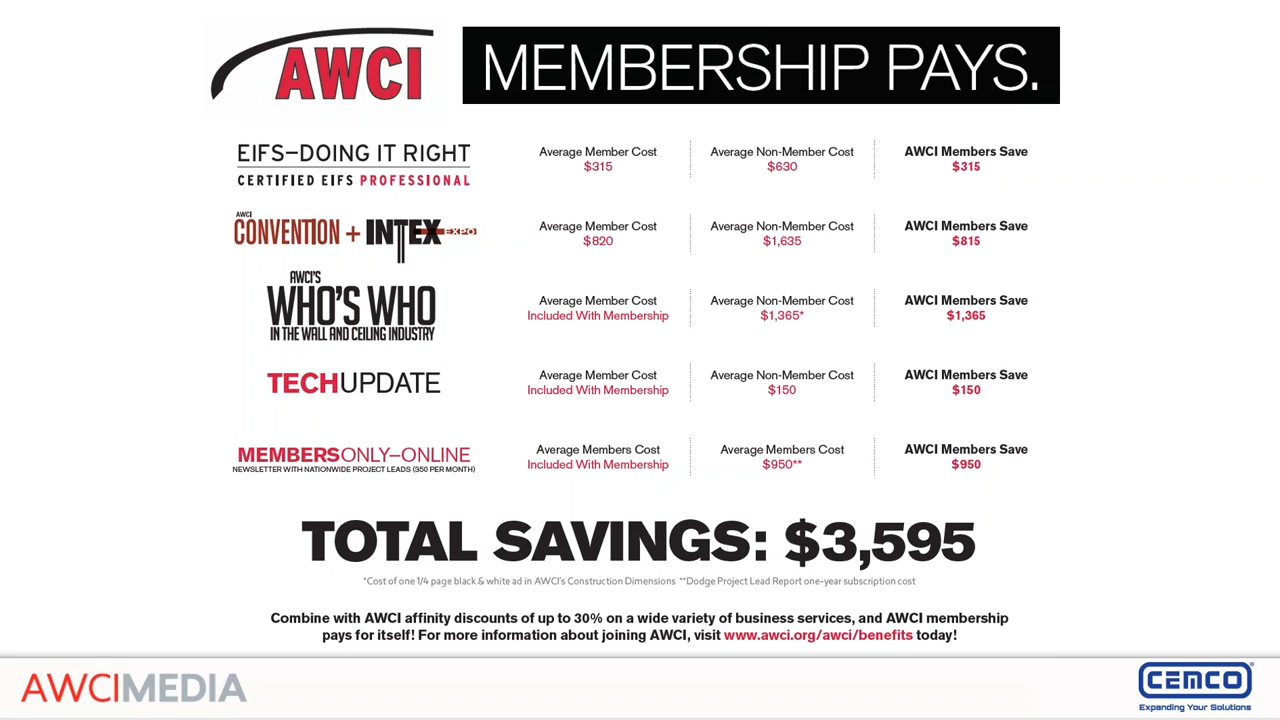 AWCI
MEMBERSHIP PAYS.
EIFS–DOING IT RIGHT
CERTIFIED EIFS PROFESSIONAL
Average Member Cost
$315
Average Non-Member Cost
$630
AWCI Members Save
$315
AWCI
CONVENTION + INTEX EXPO
Average Member Cost
$820
Average Non-Member Cost
$1,635
AWCI Members Save
$815
AWCI'S
WHO'S WHO
IN THE WALL AND CEILING INDUSTRY
Average Member Cost
Included With Membership
Average Non-Member Cost
$1,365*
AWCI Members Save
$1,365
TECHUPDATE
Average Member Cost
Included With Membership
Average Non-Member Cost
$150
AWCI Members Save
$150
MEMBERSONLY–ONLINE
NEWSLETTER WITH NATIONWIDE PROJECT LEADS (350 PER MONTH)
Average Members Cost
Included With Membership
Average Members Cost
$950**
AWCI Members Save
$950
TOTAL SAVINGS: $3,595
*Cost of one 1/4 page black & white ad in AWCI's Construction Dimensions **Dodge Project Lead Report one-year subscription cost
Combine with AWCI affinity discounts of up to 30% on a wide variety of business services, and AWCI membership
pays for itself! For more information about joining AWCI, visit www.awci.org/awci/benefits today!
AWCIMEDIA
CEMCO®
Expanding Your Solutions